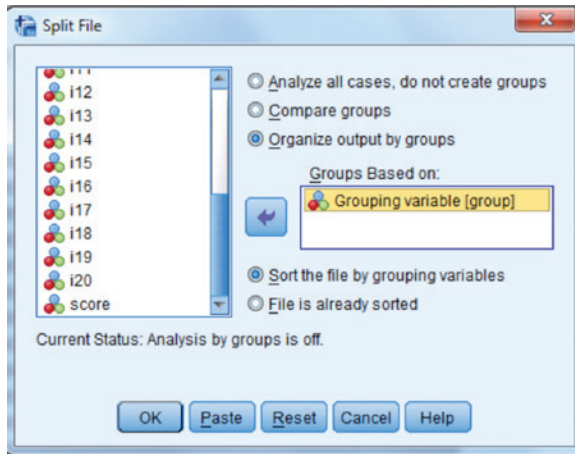 Split File
i11
i12
i13
i14
i15
i16
i17
i18
i19
i20
score
Analyze all cases, do not create groups
Compare groups
Organize output by groups
Groups Based on:
Grouping variable [group]
Sort the file by grouping variables
File is already sorted
Current Status: Analysis by groups is off.
OK
Paste
Reset
Cancel
Help